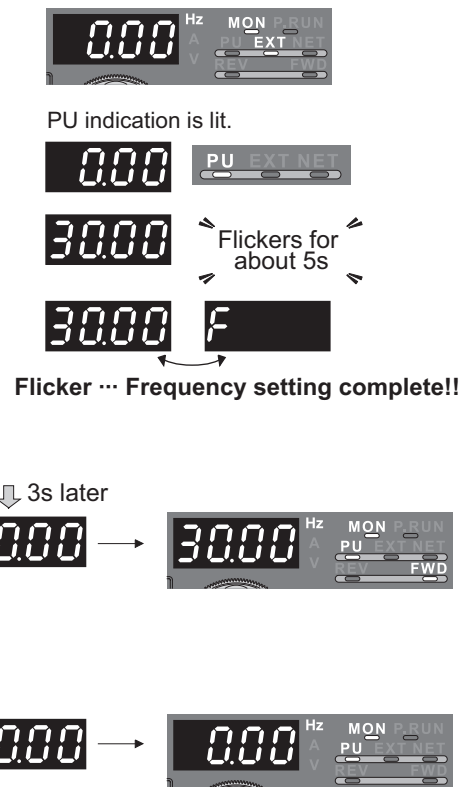 0.00 Hz MON P.RUN
A PU EXT NET
V REV FWD
PU indication is lit.
0.00 PU EXT NET
30.00 Flickers for
about 5s
30.00 F
Flicker ··· Frequency setting complete!!
3s later
0.00 → 30.00 Hz MON P.RUN
A PU EXT NET
V REV FWD
0.00 → 0.00 Hz MON P.RUN
A PU EXT NET
V REV FWD